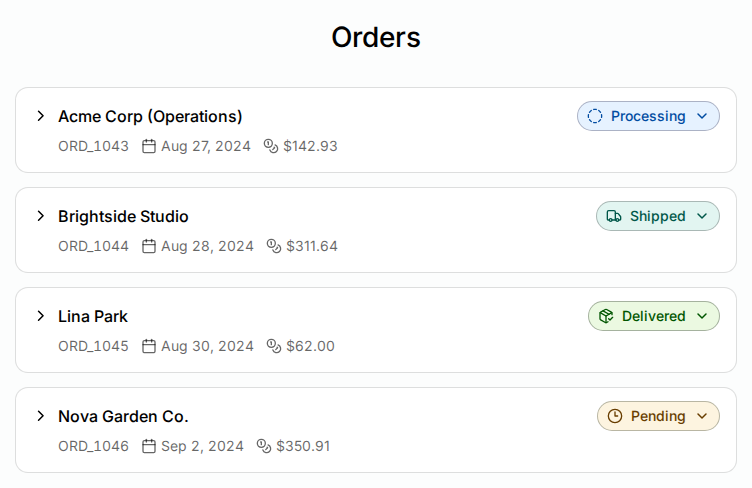 Orders
Acme Corp (Operations) Processing
ORD_1043 Aug 27, 2024 $142.93
Brightside Studio Shipped
ORD_1044 Aug 28, 2024 $311.64
Lina Park Delivered
ORD_1045 Aug 30, 2024 $62.00
Nova Garden Co. Pending
ORD_1046 Sep 2, 2024 $350.91